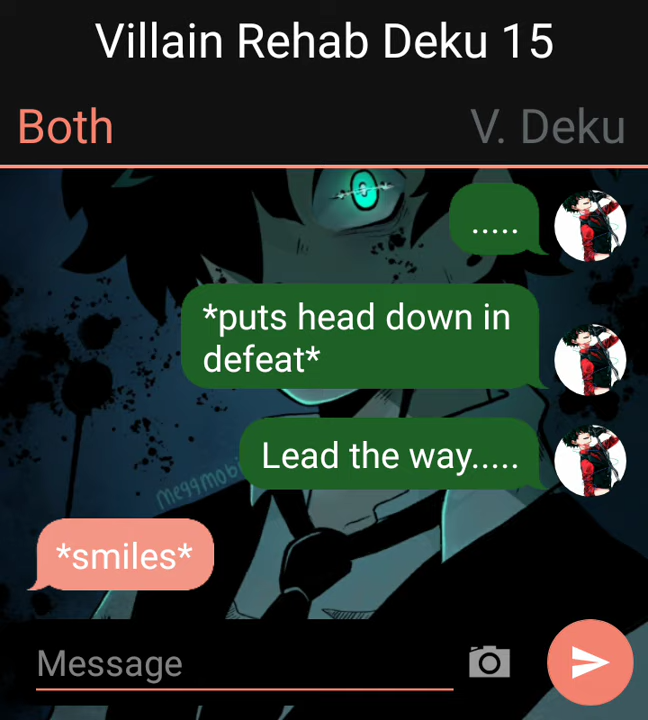 Villain Rehab Deku 15
Both
V. Deku
.....
*puts head down in
defeat*
Lead the way.....
*smiles*
Message